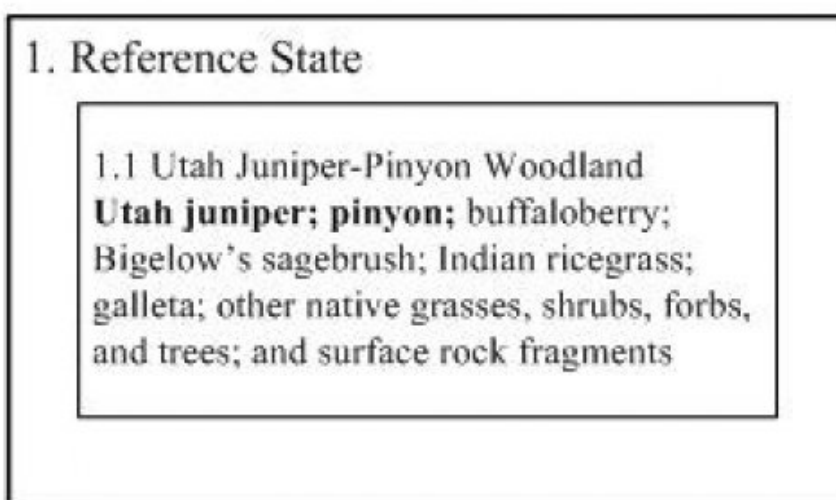 1. Reference State
1.1 Utah Juniper-Pinyon Woodland
Utah juniper; pinyon; buffaloberry;
Bigelow's sagebrush; Indian ricegrass;
galleta; other native grasses, shrubs, forbs,
and trees; and surface rock fragments